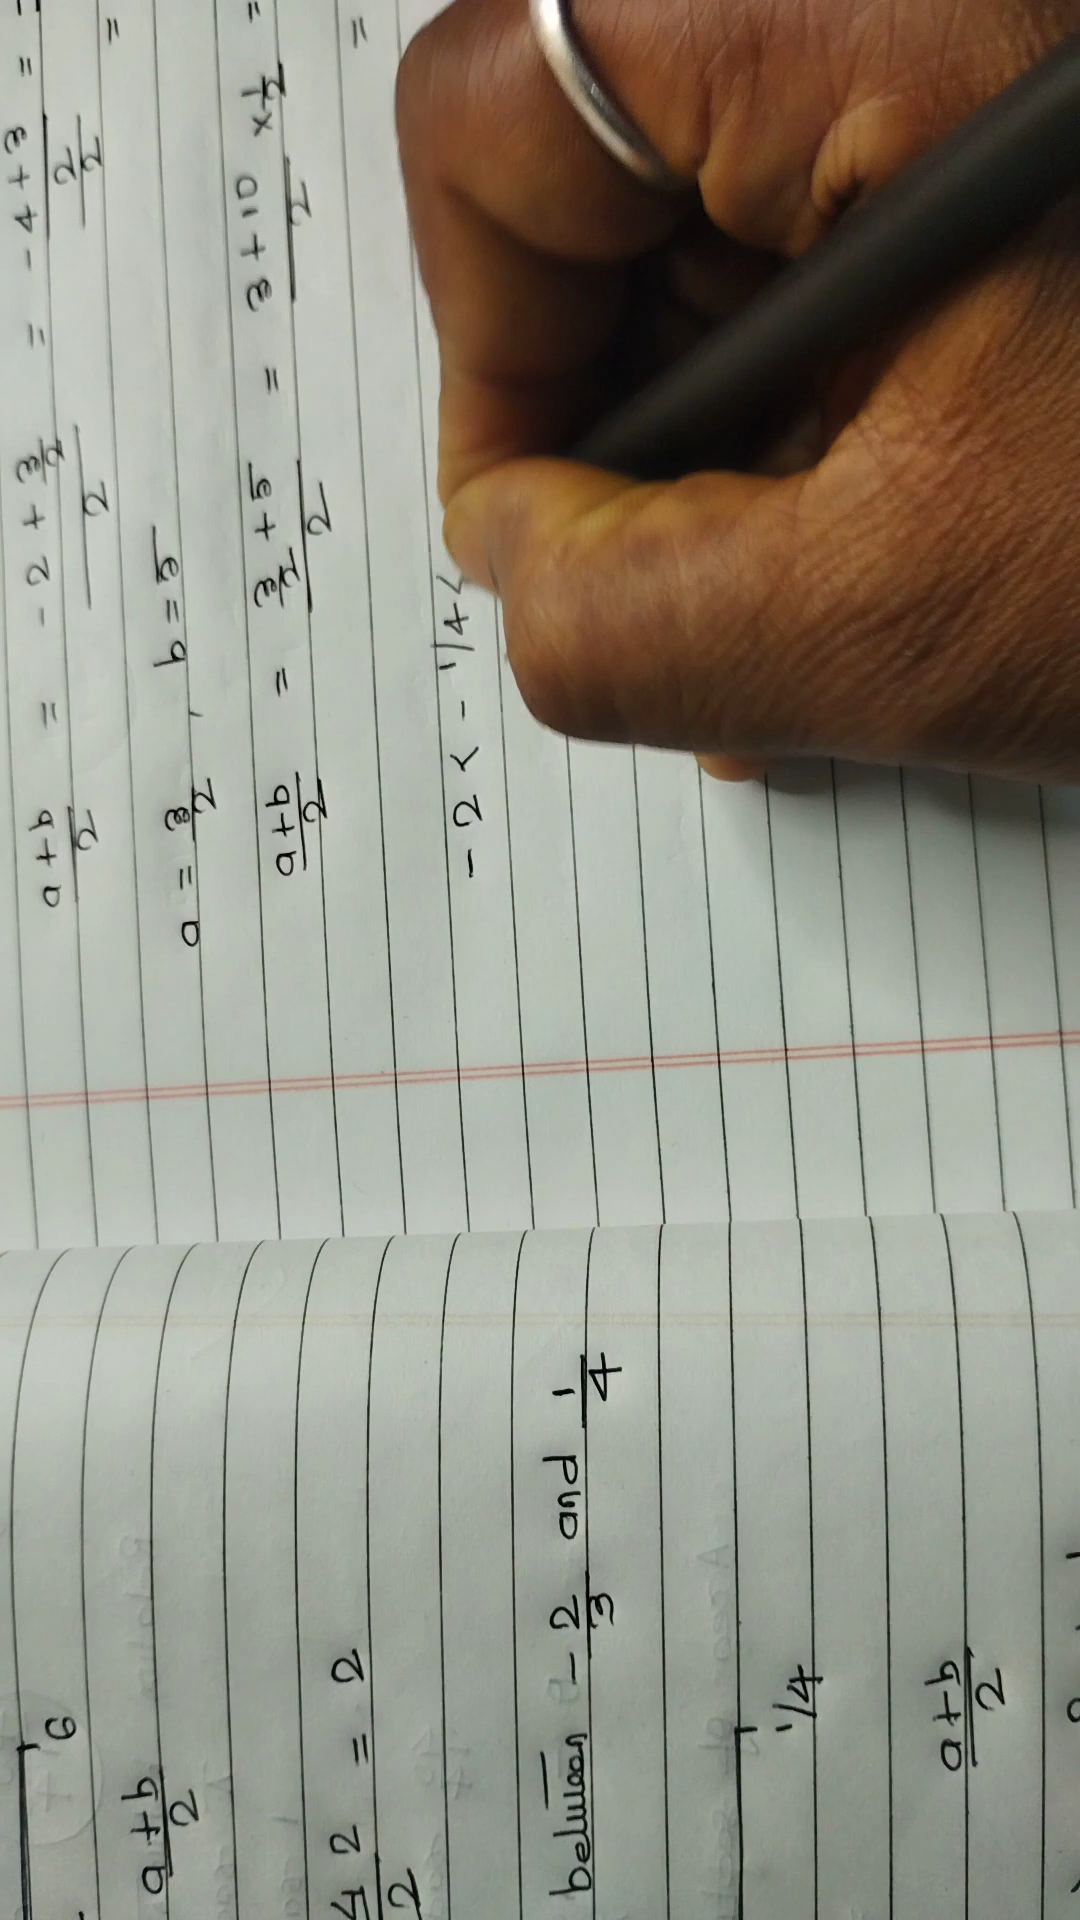 a+b/2 = -2 + 3/2 / 2 = -4+3 / 2 / 2 =
=
a = 3/2, b = 5
a+b/2 = 3/2 + 5 / 2 = 3+10 / 2 × 1/2 =
=
-2 < -1/4 <
6
a+b/2
2 / 2 = 2
between -2/3 and 1/4
1/4
a+b/2